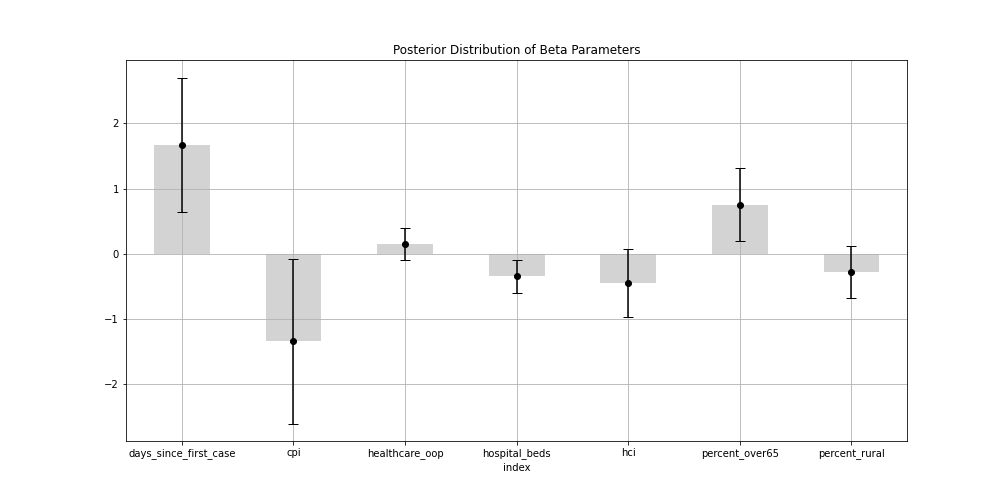 Posterior Distribution of Beta Parameters
2
1
0
−1
−2
days_since_first_case cpi healthcare_oop hospital_beds hci percent_over65 percent_rural
index